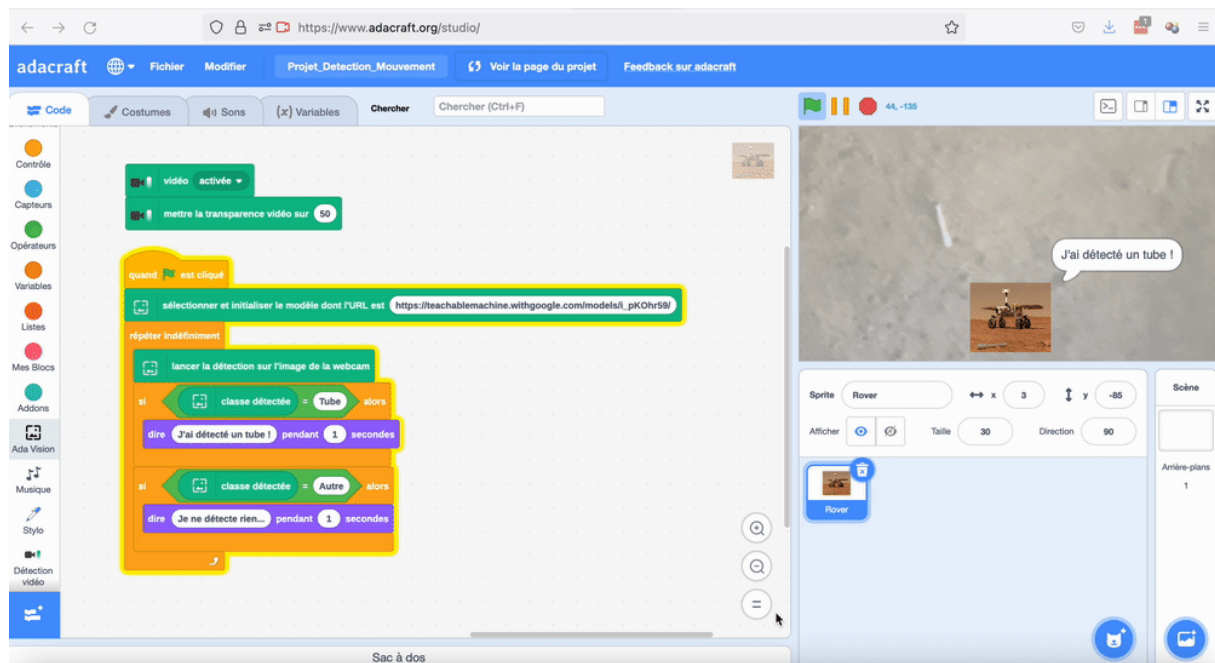 https://www.adacraft.org/studio/
1
adacraft Fichier Modifier Projet_Detection_Mouvement Voir la page du projet Feedback sur adacraft
Code Costumes Sons (x) Variables Chercher Chercher (Ctrl+F)
44, -135
Contrôle
Capteurs
Opérateurs
Variables
Listes
Mes Blocs
Addons
Ada Vision
Musique
Stylo
Détection
vidéo
vidéo activée
mettre la transparence vidéo sur 50
quand est cliqué
sélectionner et initialiser le modèle dont l'URL est https://teachablemachine.withgoogle.com/models/i_pKOhr59/
répéter indéfiniment
lancer la détection sur l'image de la webcam
si classe détectée = Tube alors
dire J'ai détecté un tube ! pendant 1 secondes
si classe détectée = Autre alors
dire Je ne détecte rien... pendant 1 secondes
Sac à dos
J'ai détecté un tube !
Sprite Rover x 3 y -85
Afficher Taille 30 Direction 90
Rover
Scène
Arrière-plans
1